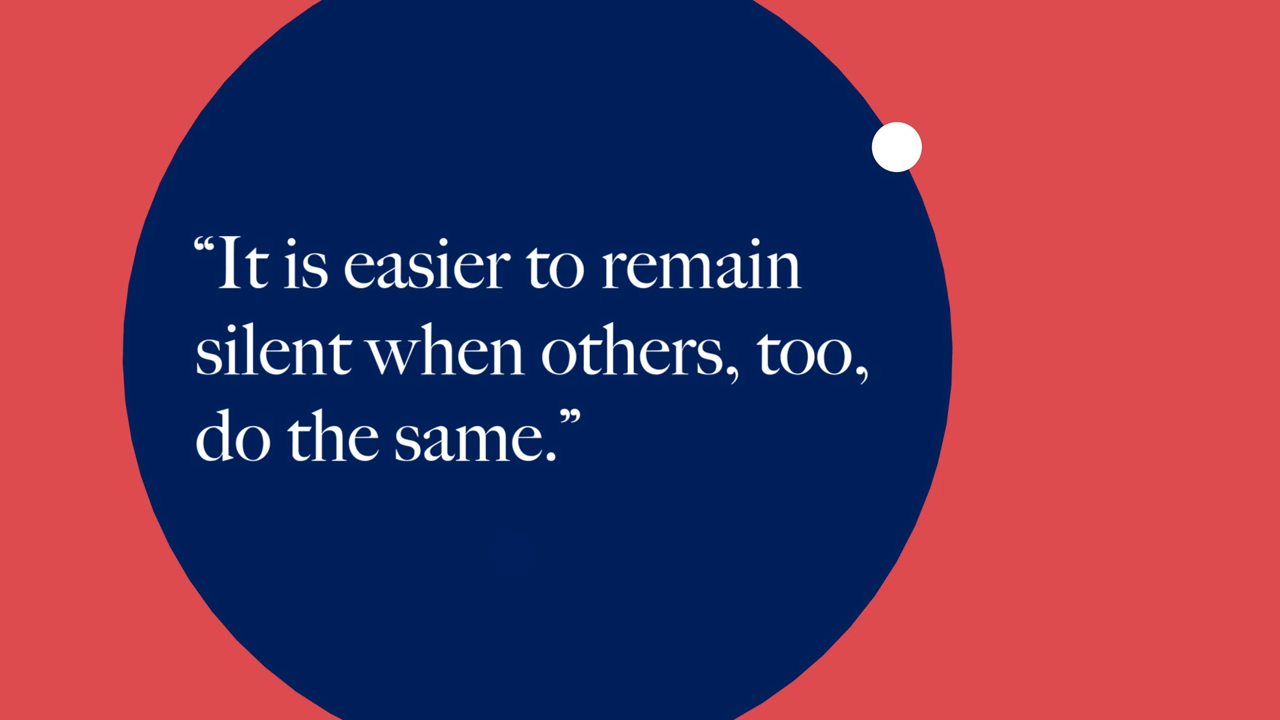 “It is easier to remain
silent when others, too,
do the same.”